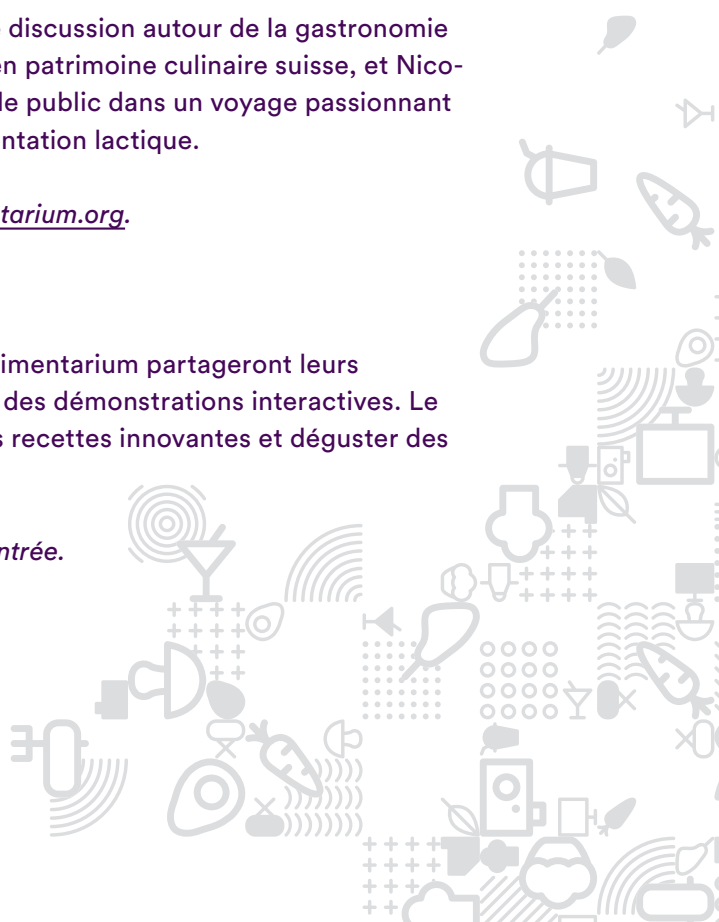 discussion autour de la gastronomie
en patrimoine culinaire suisse, et Nico-
le public dans un voyage passionnant
ntation lactique.
tarium.org.
imentarium partageront leurs
des démonstrations interactives. Le
s recettes innovantes et déguster des
ntrée.